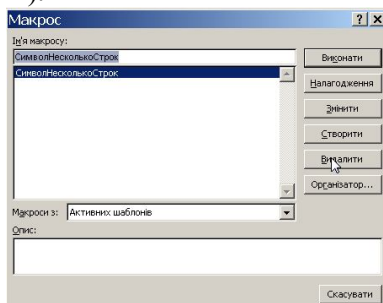 Макрос
Ім'я макросу:
СимволНесколькоСтрок
СимволНесколькоСтрок
Виконати
Налагодження
Змінити
Створити
Видалити
Організатор...
Макроси з: Активних шаблонів
Опис:
Скасувати